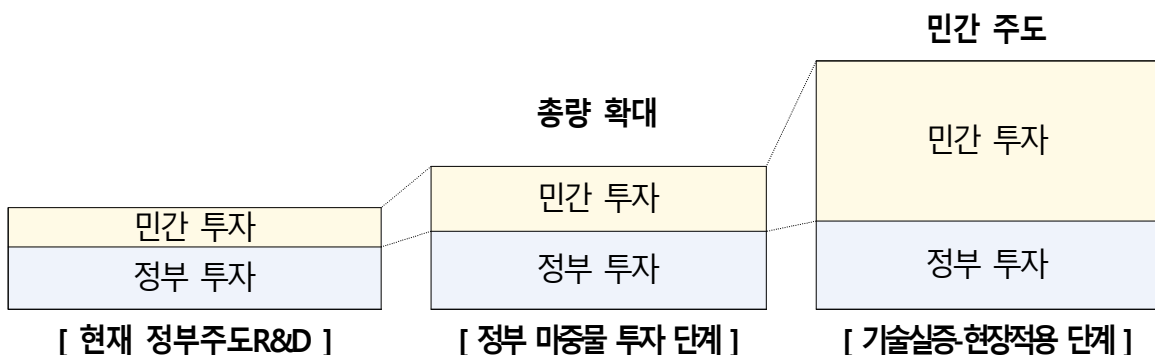 민간 주도
총량 확대
민간 투자
정부 투자
민간 투자
정부 투자
민간 투자
정부 투자
[ 현재 정부주도R&D ]
[ 정부 마중물 투자 단계 ]
[ 기술실증-현장적용 단계 ]